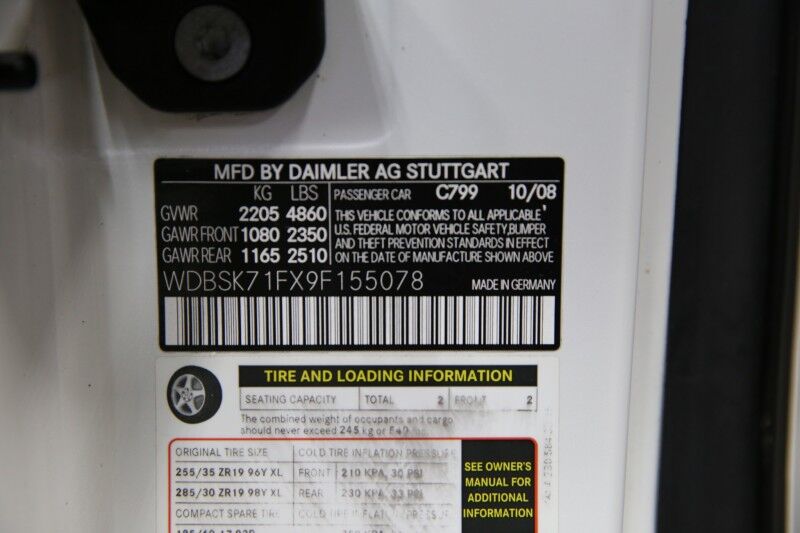 MFD BY DAIMLER AG STUTTGART
KG LBS PASSENGER CAR C799 10/08
GVWR 2205 4860 THIS VEHICLE CONFORMS TO ALL APPLICABLE
GAWR FRONT 1080 2350 U.S. FEDERAL MOTOR VEHICLE SAFETY, BUMPER
GAWR REAR 1165 2510 AND THEFT PREVENTION STANDARDS IN EFFECT
ON THE DATE OF MANUFACTURE SHOWN ABOVE
WDBSK71FX9F155078 MADE IN GERMANY
TIRE AND LOADING INFORMATION
SEATING CAPACITY TOTAL 2 FRONT 2
The combined weight of occupants and cargo
should never exceed 245 kg or
ORIGINAL TIRE SIZE COLD TIRE INFLATION PRESSURE
255/35 ZR19 96Y XL FRONT 210 KPA, 30 PSI
285/30 ZR19 98Y XL REAR 230 KPA, 33 PSI
COMPACT SPARE TIRE COLD TIRE INFLATION PRESSURE
SEE OWNER'S
MANUAL FOR
ADDITIONAL
INFORMATION